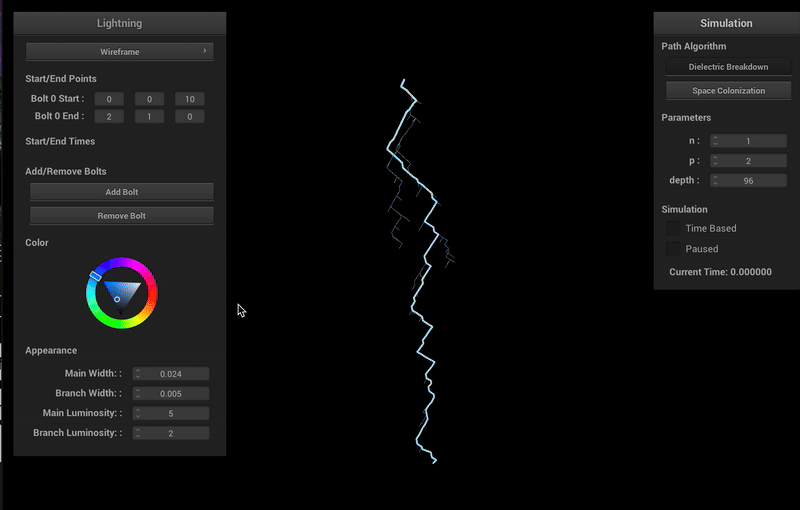 Lightning
Wireframe
Start/End Points
Bolt 0 Start : 0 0 10
Bolt 0 End : 2 1 0
Start/End Times
Add/Remove Bolts
Add Bolt
Remove Bolt
Color
Appearance
Main Width: : 0.024
Branch Width: : 0.005
Main Luminosity: : 5
Branch Luminosity: : 2
Simulation
Path Algorithm
Dielectric Breakdown
Space Colonization
Parameters
n : 1
p : 2
depth : 96
Simulation
Time Based
Paused
Current Time: 0.000000